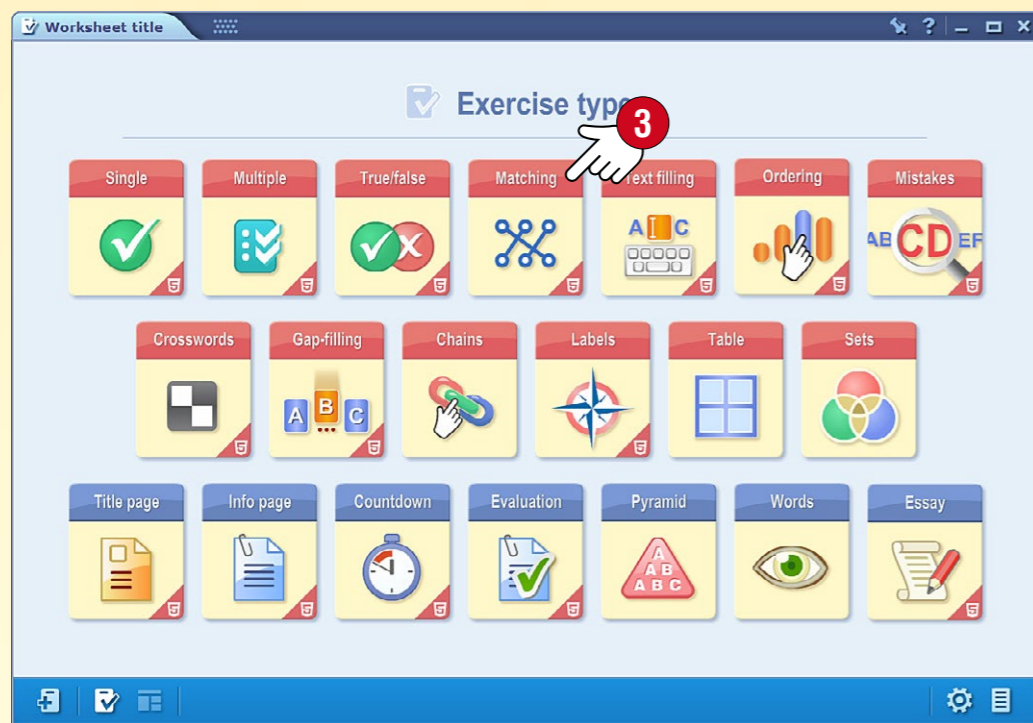 Worksheet title
Exercise type
3
Single Multiple True/false Matching Text filling Ordering Mistakes
A C
AB CD EF
Crosswords Gap-filling Chains Labels Table Sets
A B C
Title page Info page Countdown Evaluation Pyramid Words Essay
A
A B
A B C